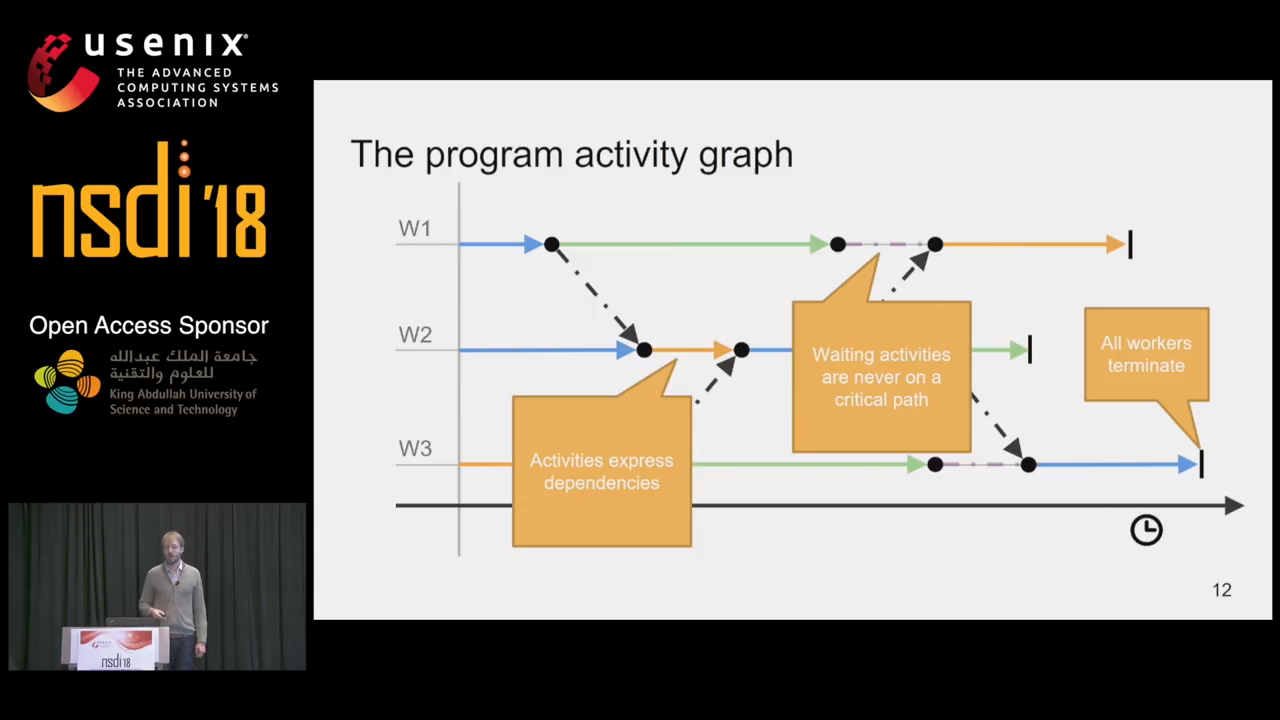 usenix
THE ADVANCED
COMPUTING SYSTEMS
ASSOCIATION
nsdi '18
Open Access Sponsor
جامعة الملك عبدالله
للعلوم والتقنية
King Abdullah University of
Science and Technology
The program activity graph
W1
W2
W3
Waiting activities
are never on a
critical path
All workers
terminate
Activities express
dependencies
12
usenix
nsdi18